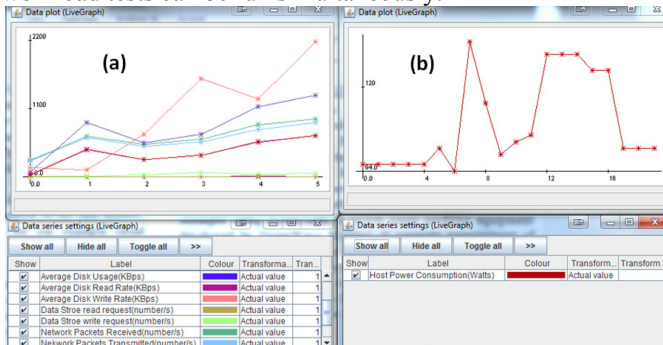 Data plot (LiveGraph)
2200
1100
0.0
1
2
3
4
5
(a)
Data plot (LiveGraph)
120
94.0
0.0
4
8
12
16
(b)
Data series settings (LiveGraph)
Show all Hide all Toggle all >>
Show Label Colour Transforma... Tran...
Average Disk Usage(KBps) Actual value 1
Average Disk Read Rate(KBps) Actual value 1
Average Disk Write Rate(KBps) Actual value 1
Data Stroe read request(number/s) Actual value 1
Data Stroe write request(number/s) Actual value 1
Network Packets Received(number/s) Actual value 1
Nekwork Packets Transmitted(number/s) Actual value 1
Data series settings (LiveGraph)
Show all Hide all Toggle all >>
Show Label Colour Transform... Transform
Host Power Consumption(Watts) Actual value